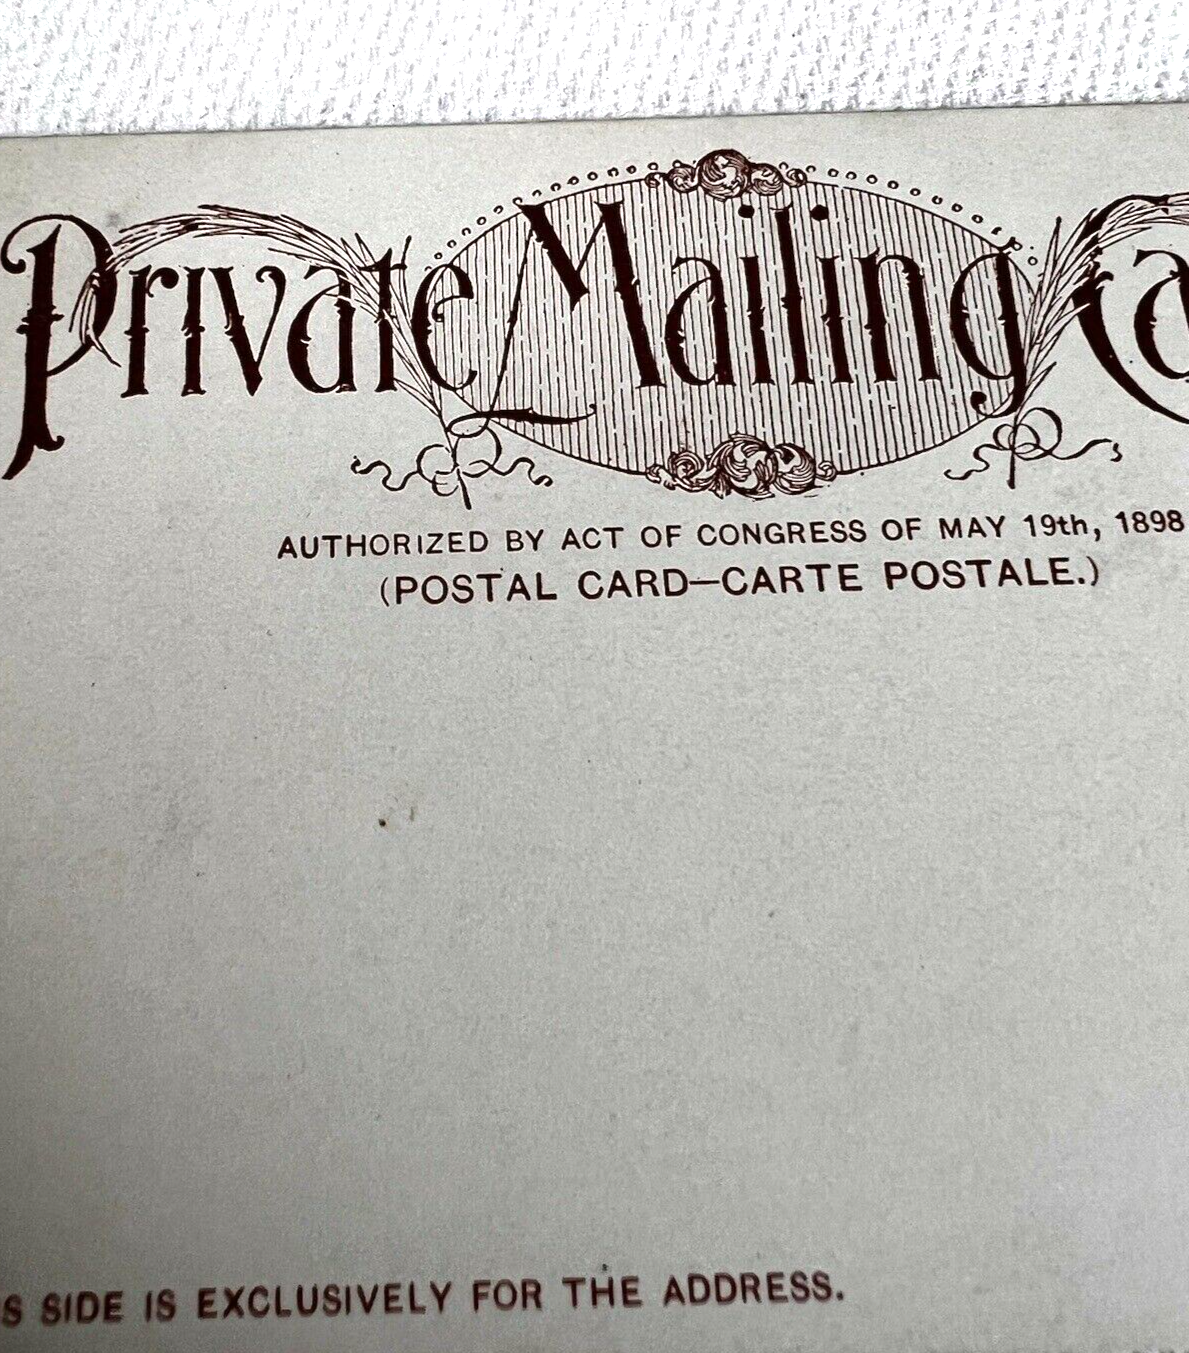 Private Mailing Ca
AUTHORIZED BY ACT OF CONGRESS OF MAY 19th, 1898
(POSTAL CARD—CARTE POSTALE.)
S SIDE IS EXCLUSIVELY FOR THE ADDRESS.